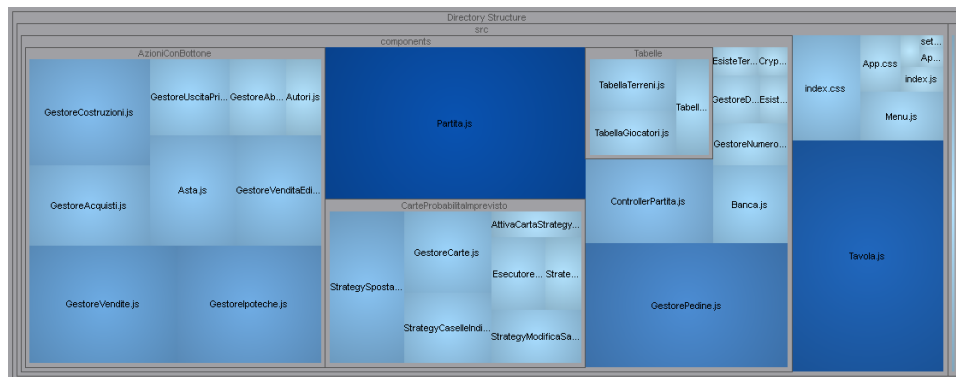 Directory Structure
src
components
AzioniConBottone
GestoreCostruzioni.js
GestoreUscitaPri...
GestoreAb...
Autori.js
GestoreAcquisti.js
Asta.js
GestoreVenditaEdi...
GestoreVendite.js
GestoreIpoteche.js
Partita.js
CarteProbabilitaImprevisto
StrategySposta...
GestoreCarte.js
StrategyCaselleIndi...
AttivaCartaStrategy...
Esecutore...
Strate...
StrategyModificaSa...
Tabelle
TabellaTerreni.js
TabellaGiocatori.js
Tabell...
EsisteTer...
Cryp...
GestoreD...
Esist...
GestoreNumero...
ControllerPartita.js
Banca.js
GestorePedine.js
index.css
App.css
set...
Ap...
index.js
Menu.js
Tavola.js